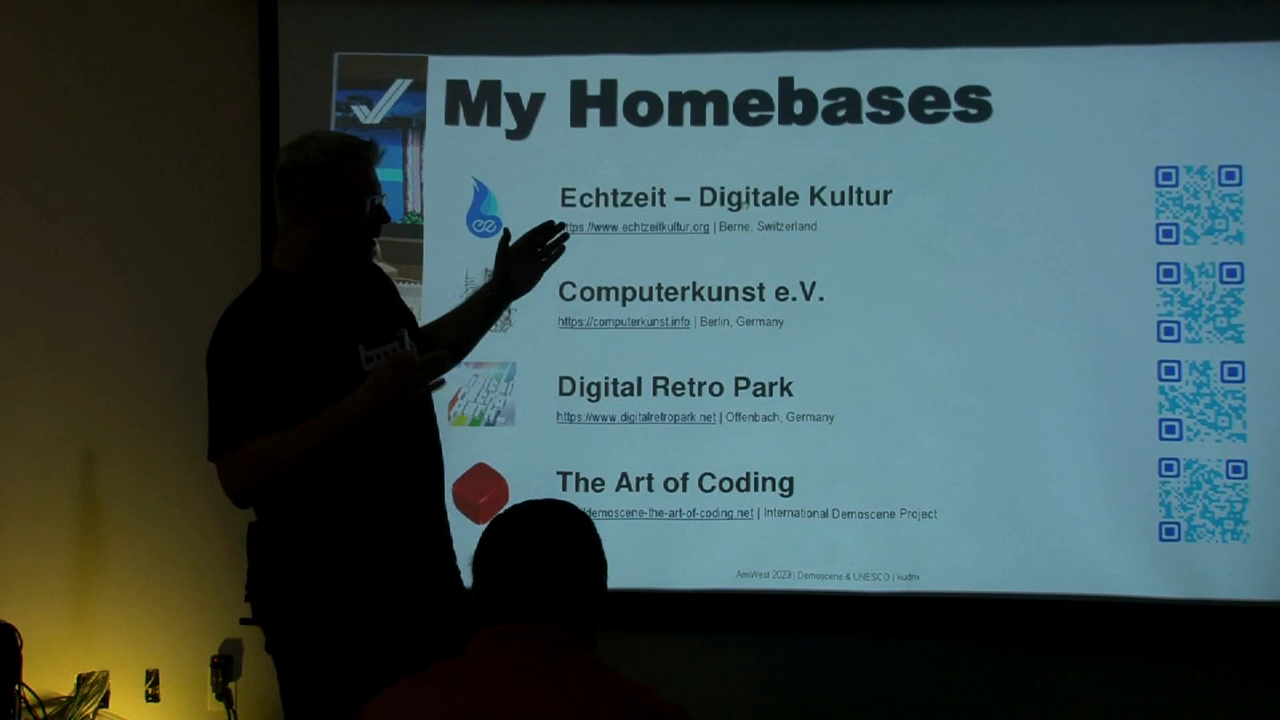 My Homebases
Echtzeit – Digitale Kultur
https://www.echtzeitkultur.org | Berne, Switzerland
Computerkunst e.V.
https://computerkunst.info | Berlin, Germany
Digital Retro Park
https://www.digitalretropark.net | Offenbach, Germany
The Art of Coding
/demoscene-the-art-of-coding.net | International Demoscene Project
AmiWest 2023 | Demoscene & UNESCO | kudrix